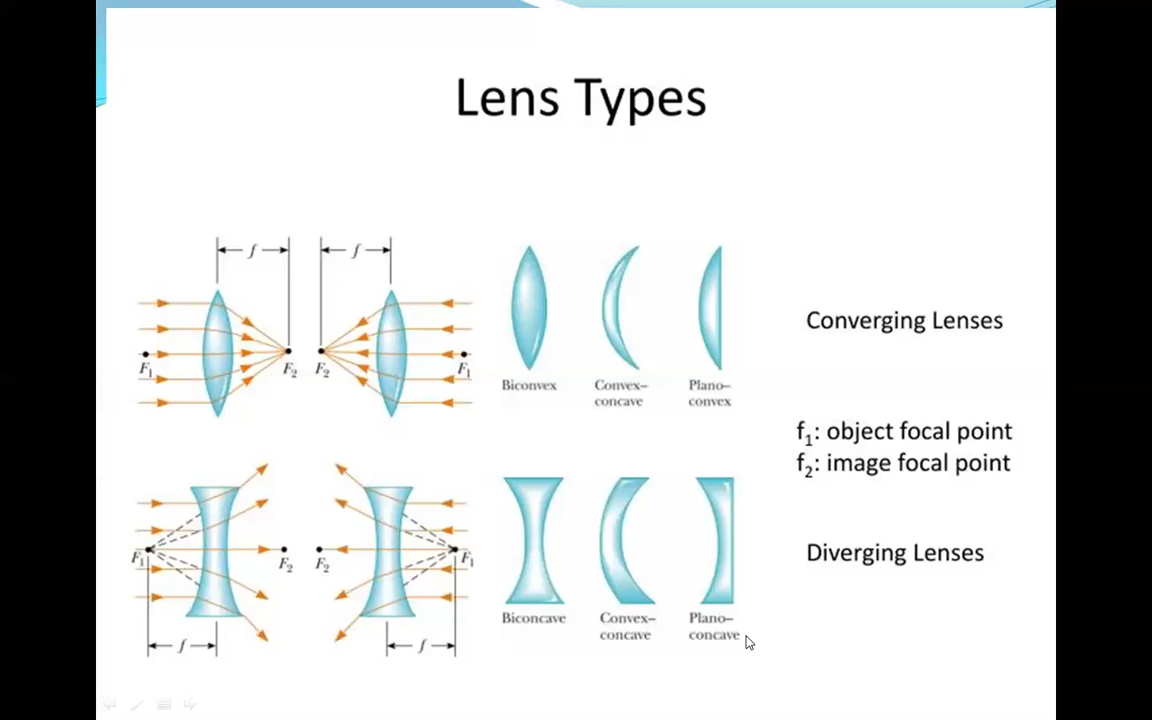 Lens Types
f
f
F₁
F₂
F₂
F₁
Biconvex
Convex–
concave
Plano–
convex
Converging Lenses
f₁: object focal point
f₂: image focal point
F₁
F₂
F₂
F₁
f
f
Biconcave
Convex–
concave
Plano–
concave
Diverging Lenses